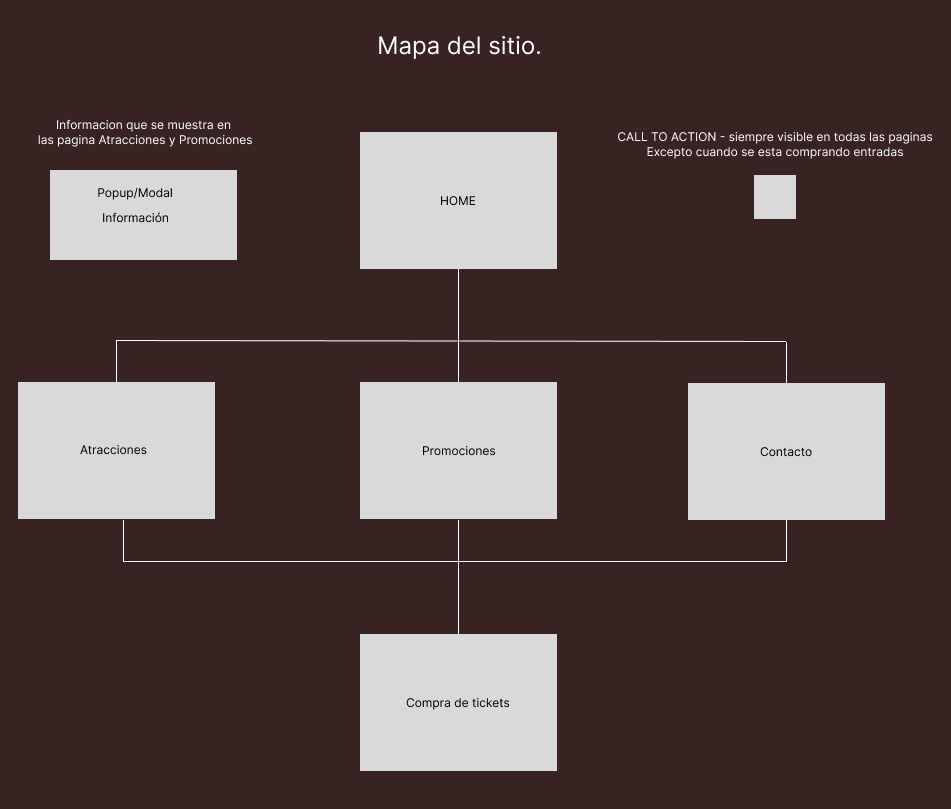 Mapa del sitio.
Informacion que se muestra en
las pagina Atracciones y Promociones
Popup/Modal
Información
HOME
CALL TO ACTION - siempre visible en todas las paginas
Excepto cuando se esta comprando entradas
Atracciones
Promociones
Contacto
Compra de tickets